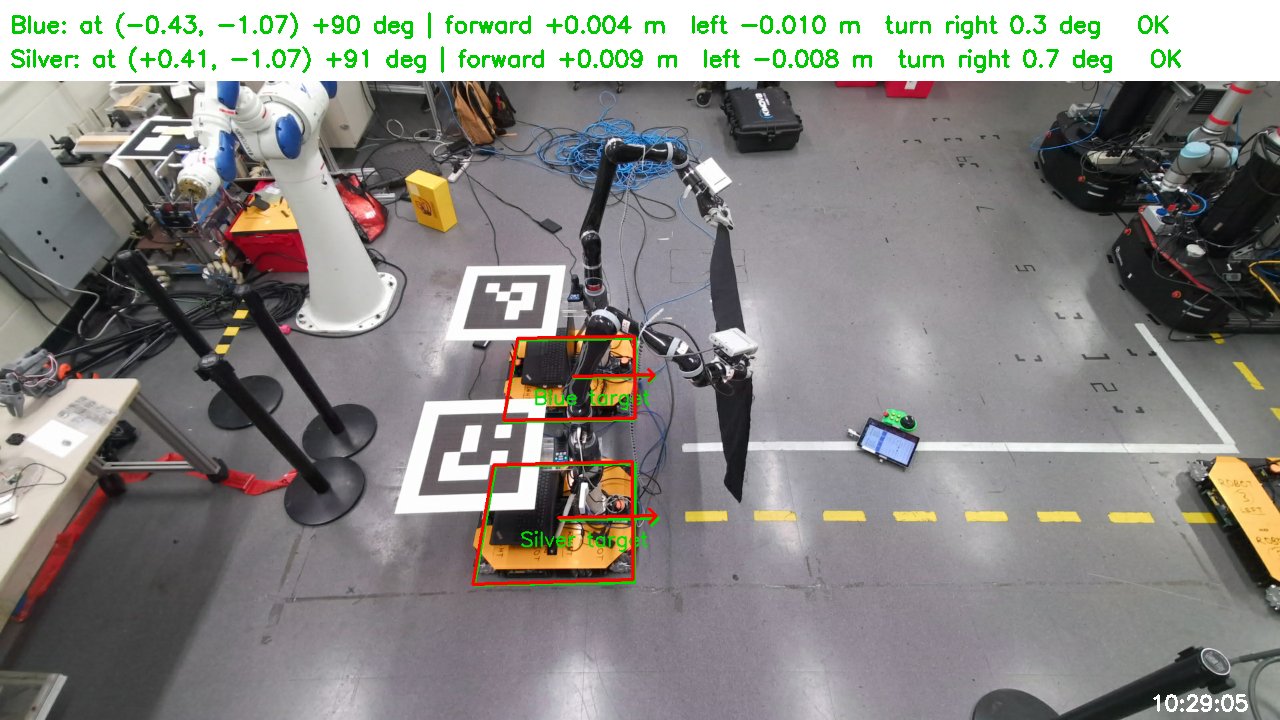 Blue: at (−0.43, −1.07) +90 deg | forward +0.004 m left −0.010 m turn right 0.3 deg OK
Silver: at (+0.41, −1.07) +91 deg | forward +0.009 m left −0.008 m turn right 0.7 deg OK
Blue target
Silver target
ROBOT
LEFT
10:29:05